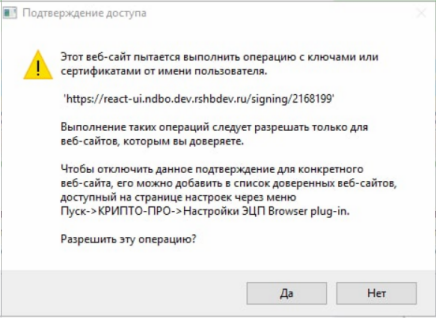 Подтверждение доступа
Этот веб-сайт пытается выполнить операцию с ключами или
сертификатами от имени пользователя.
'https://react-ui.ndbo.dev.rshbdev.ru/signing/2168199'
Выполнение таких операций следует разрешать только для
веб-сайтов, которым вы доверяете.
Чтобы отключить данное подтверждение для конкретного
веб-сайта, его можно добавить в список доверенных веб-сайтов,
доступный на странице настроек через меню
Пуск->КРИПТО-ПРО->Настройки ЭЦП Browser plug-in.
Разрешить эту операцию?
Да
Нет